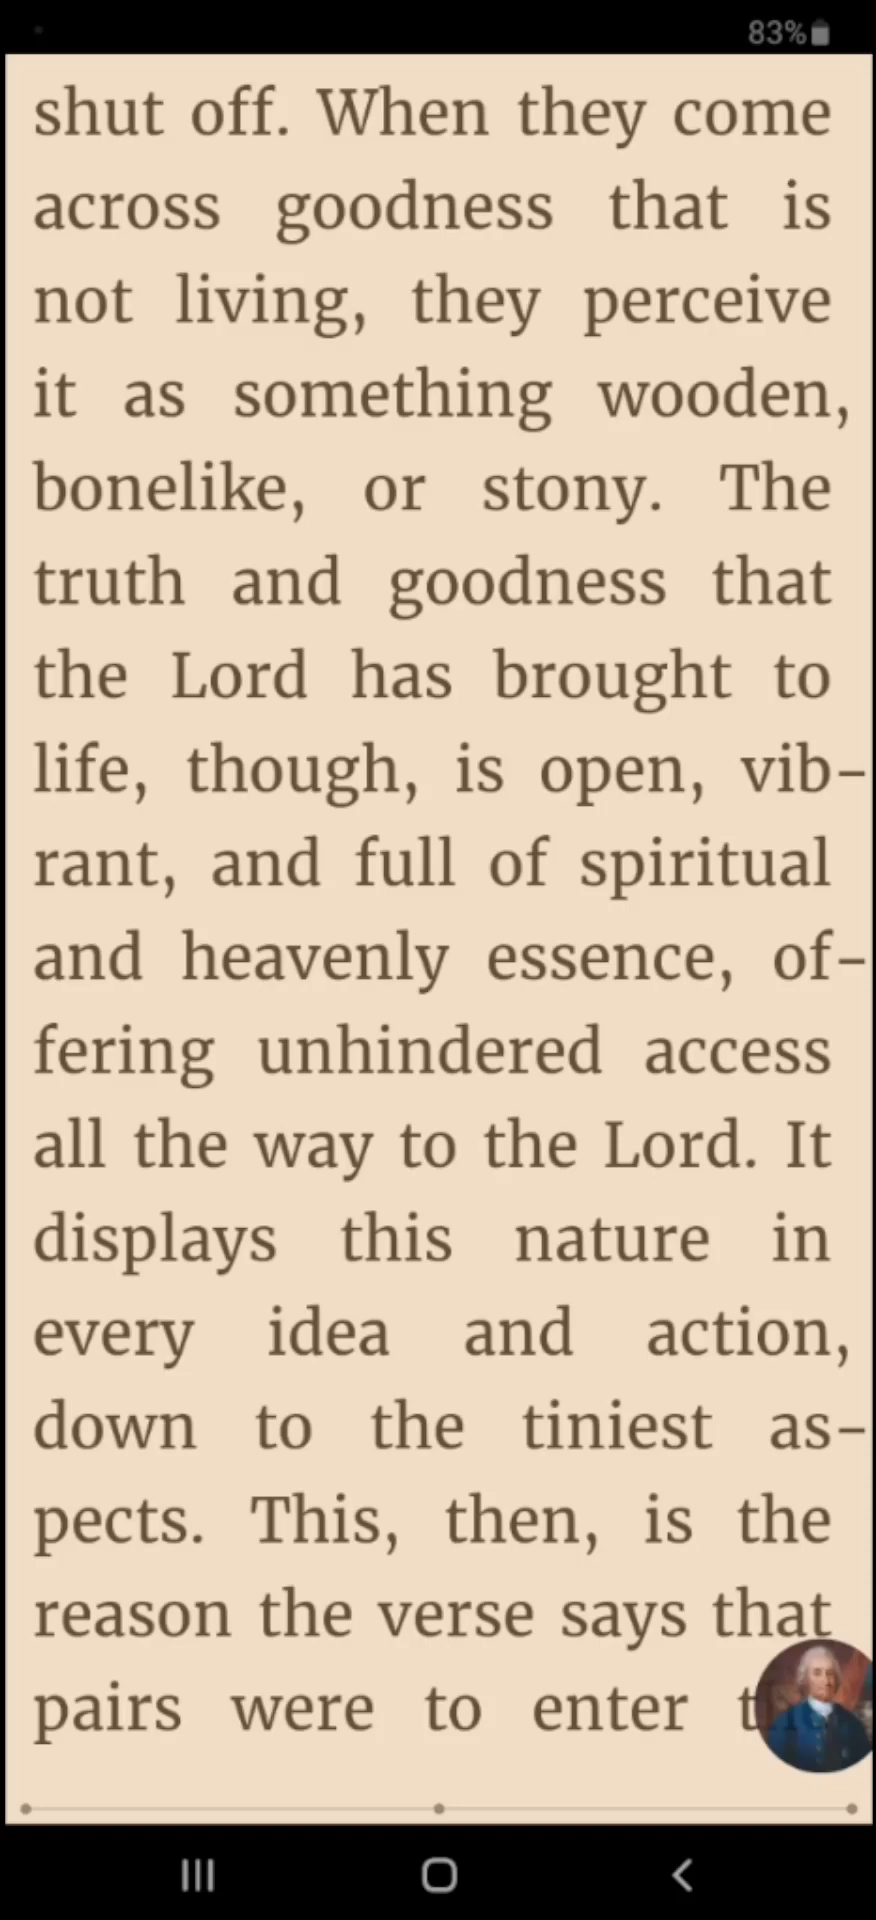 83%
shut off. When they come
across goodness that is
not living, they perceive
it as something wooden,
bonelike, or stony. The
truth and goodness that
the Lord has brought to
life, though, is open, vib-
rant, and full of spiritual
and heavenly essence, of-
fering unhindered access
all the way to the Lord. It
displays this nature in
every idea and action,
down to the tiniest as-
pects. This, then, is the
reason the verse says that
pairs were to enter the